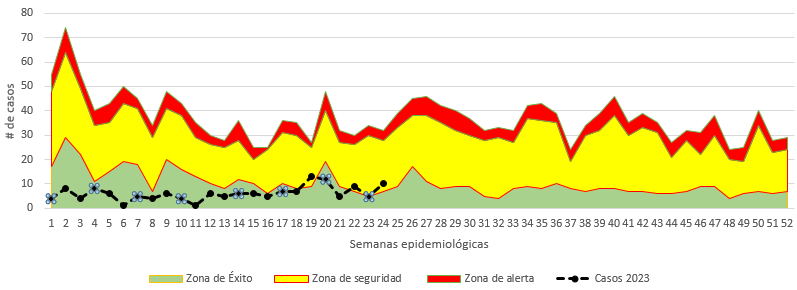 80
70
60
50
40
30
20
10
0
# de casos
1 2 3 4 5 6 7 8 9 10 11 12 13 14 15 16 17 18 19 20 21 22 23 24 25 26 27 28 29 30 31 32 33 34 35 36 37 38 39 40 41 42 43 44 45 46 47 48 49 50 51 52
Semanas epidemiológicas
Zona de Éxito Zona de seguridad Zona de alerta Casos 2023